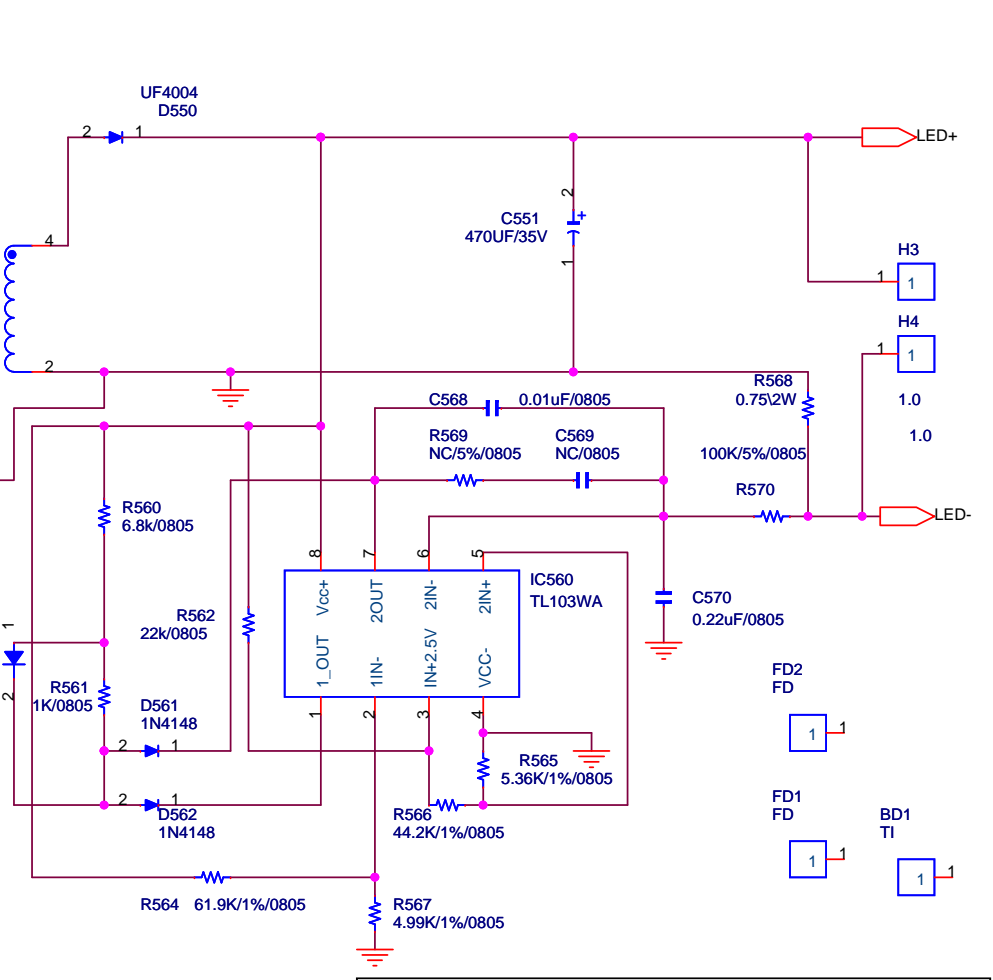 UF4004
D550
2
1
LED+
4
2
C551
470UF/35V
1
H3
1
1
H4
1
1
2
R568
0.75\2W
1.0
1.0
C568
0.01uF/0805
R569
NC/5%/0805
C569
NC/0805
100K/5%/0805
R570
LED-
R560
6.8k/0805
8
7
6
5
Vcc+
2OUT
2IN-
2IN+
IC560
TL103WA
C570
0.22uF/0805
R562
22k/0805
1
2
1_OUT
1IN-
IN+2.5V
VCC-
R561
1K/0805
D561
1N4148
2
1
1
2
3
4
FD2
FD
1
1
R565
5.36K/1%/0805
2
1
D562
1N4148
R566
44.2K/1%/0805
FD1
FD
1
1
BD1
TI
1
1
R564
61.9K/1%/0805
R567
4.99K/1%/0805